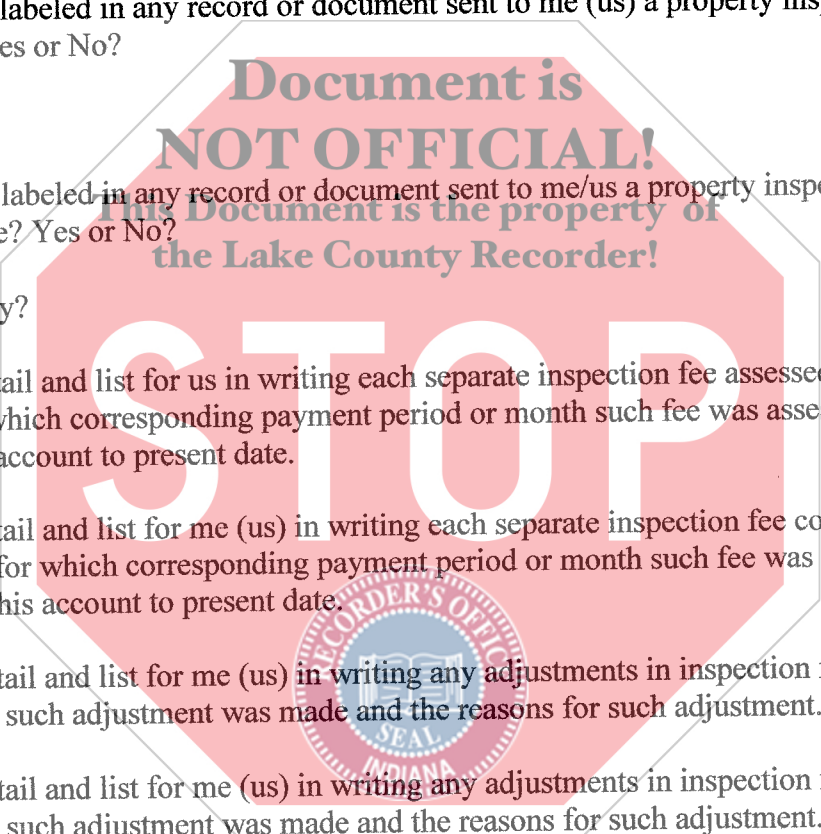 labeled in any record or document sent to me (us) a property
es or No?
Document is
NOT OFFICIAL!
labeled in any record or document sent to me/us a property inspe
This Document is the property of
e? Yes or No?
the Lake County Recorder!
y?
STOP
tail and list for us in writing each separate inspection fee assessed
which corresponding payment period or month such fee was asse
account to present date.
tail and list for me (us) in writing each separate inspection fee co
for which corresponding payment period or month such fee was
his account to present date.
RECORDER'S OFFICE
tail and list for me (us) in writing any adjustments in inspection
such adjustment was made and the reasons for such adjustment.
SEAL
INDIANA
tail and list for me (us) in writing any adjustments in inspection
such adjustment was made and the reasons for such adjustment.